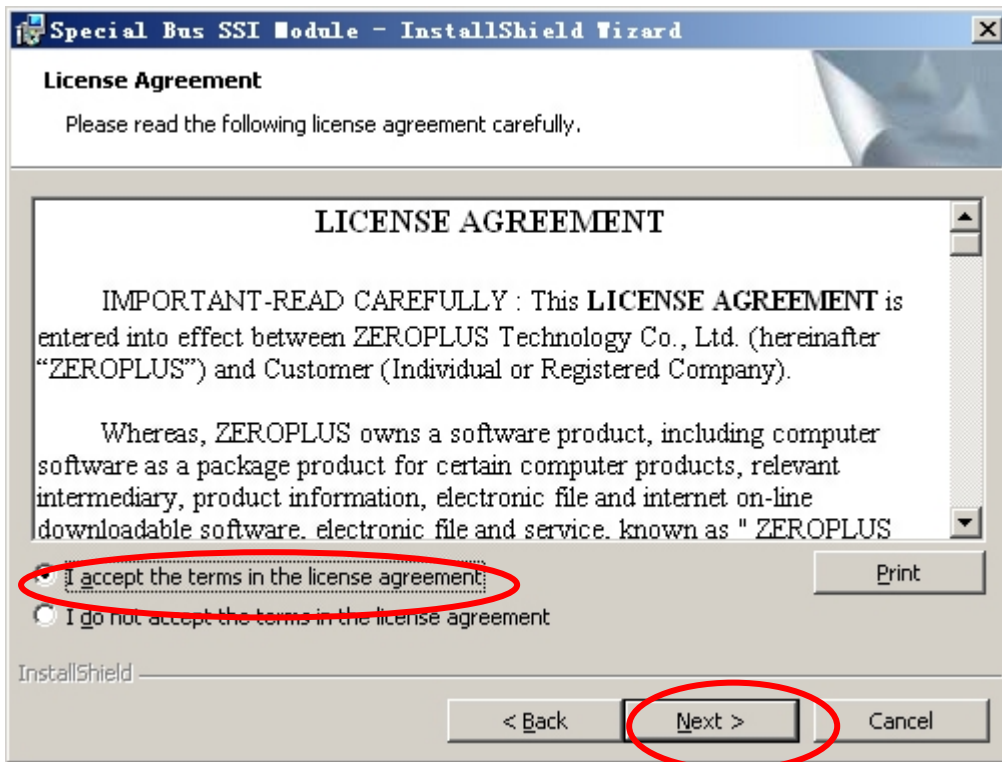 Special Bus SSI Module - InstallShield Wizard
License Agreement
Please read the following license agreement carefully.
LICENSE AGREEMENT
IMPORTANT-READ CAREFULLY : This LICENSE AGREEMENT is
entered into effect between ZEROPLUS Technology Co., Ltd. (hereinafter
“ZEROPLUS”) and Customer (Individual or Registered Company).
Whereas, ZEROPLUS owns a software product, including computer
software as a package product for certain computer products, relevant
intermediary, product information, electronic file and internet on-line
downloadable software, electronic file and service, known as " ZEROPLUS
I accept the terms in the license agreement
Print
I do not accept the terms in the license agreement
InstallShield
< Back
Next >
Cancel